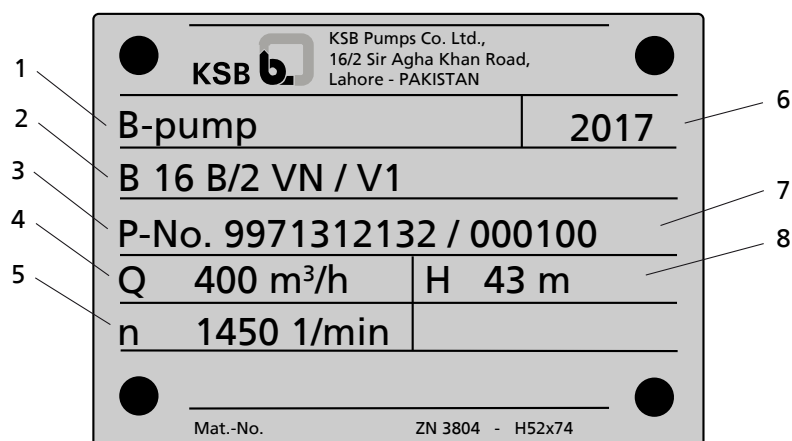 KSB b.
KSB Pumps Co. Ltd.,
16/2 Sir Agha Khan Road,
Lahore - PAKISTAN
1
B-pump
2017
6
2
B 16 B/2 VN / V1
3
P-No. 9971312132 / 000100
7
4
Q 400 m³/h
H 43 m
8
5
n 1450 1/min
Mat.-No.
ZN 3804 - H52x74